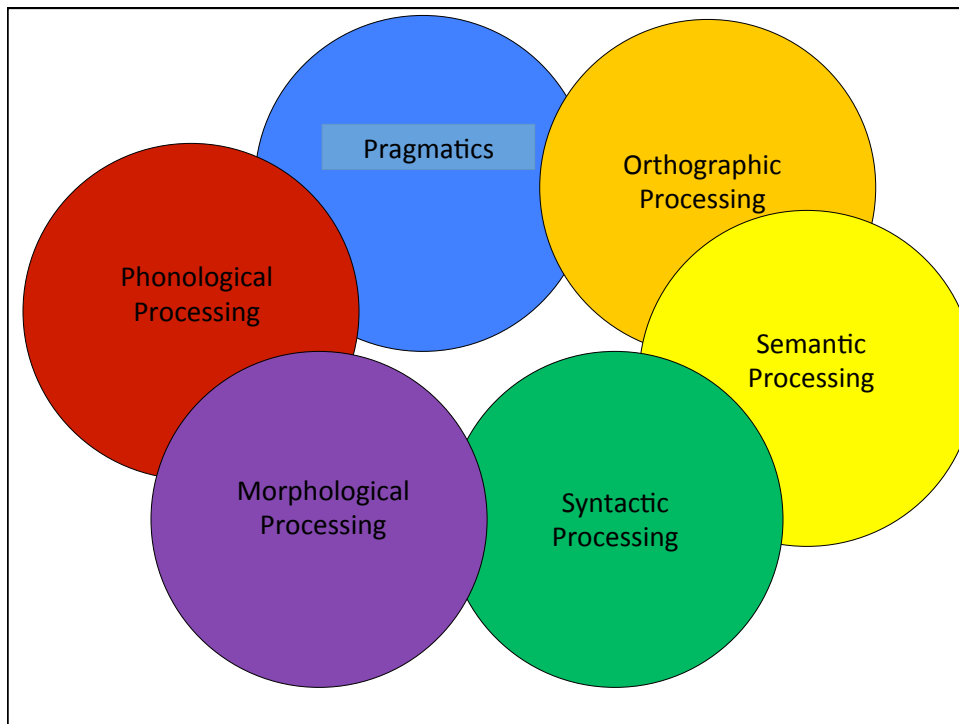 Pragmatics
Orthographic
Processing
Phonological
Processing
Semantic
Processing
Morphological
Processing
Syntactic
Processing